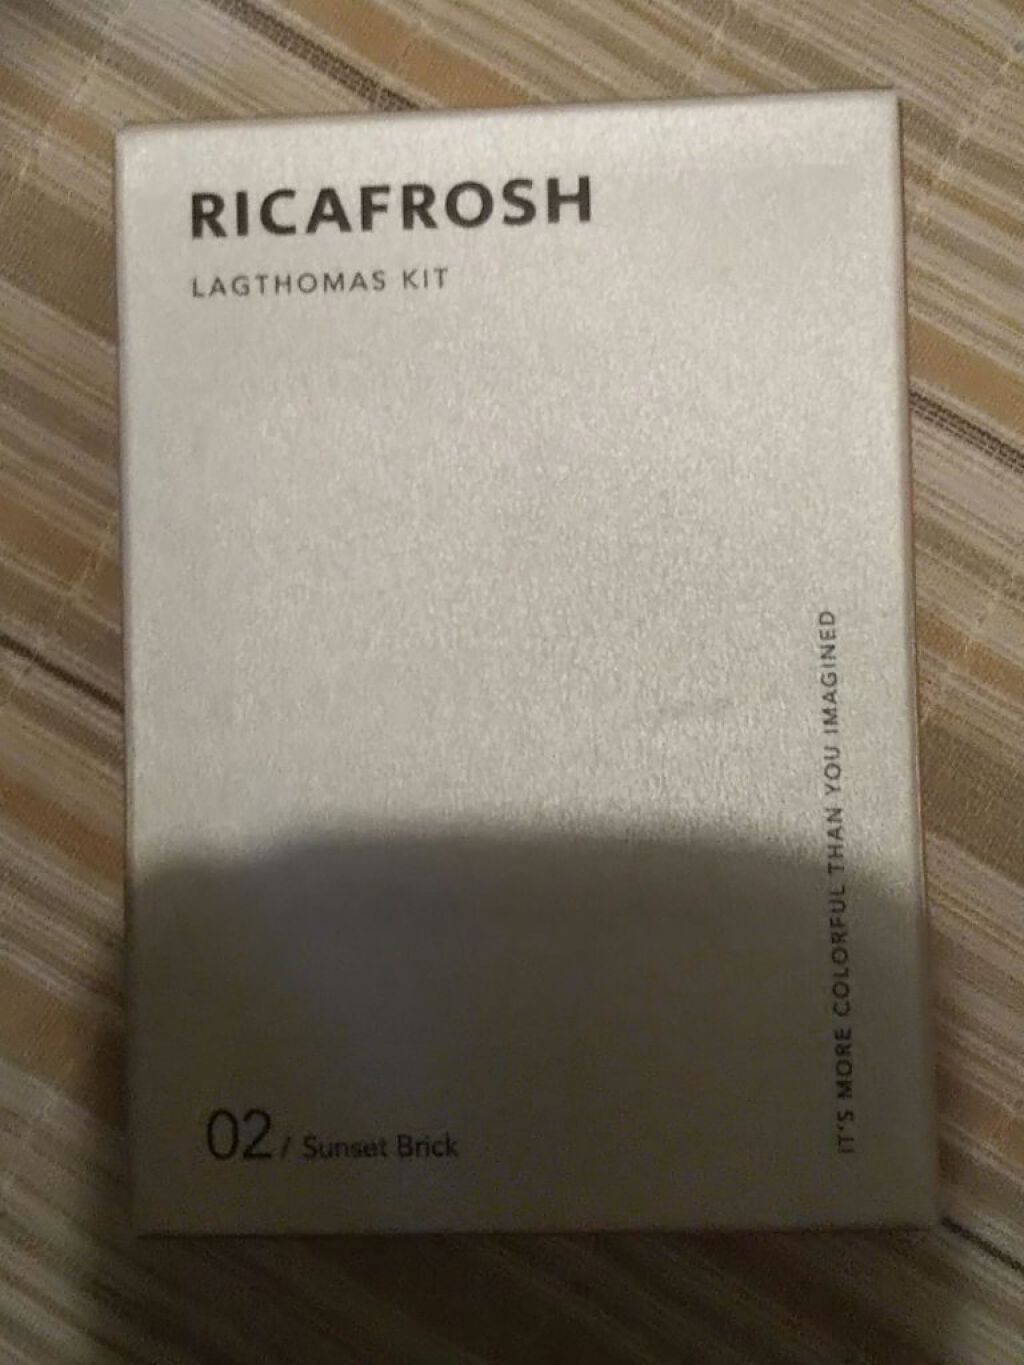 RICAFROSH
LAGTHOMAS KIT
IT'S MORE COLORFUL THAN YOU IMAGINED
02 / Sunset Brick